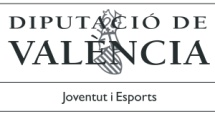 DIPUTACIÓ DE
VALÈNCIA
Joventut i Esports